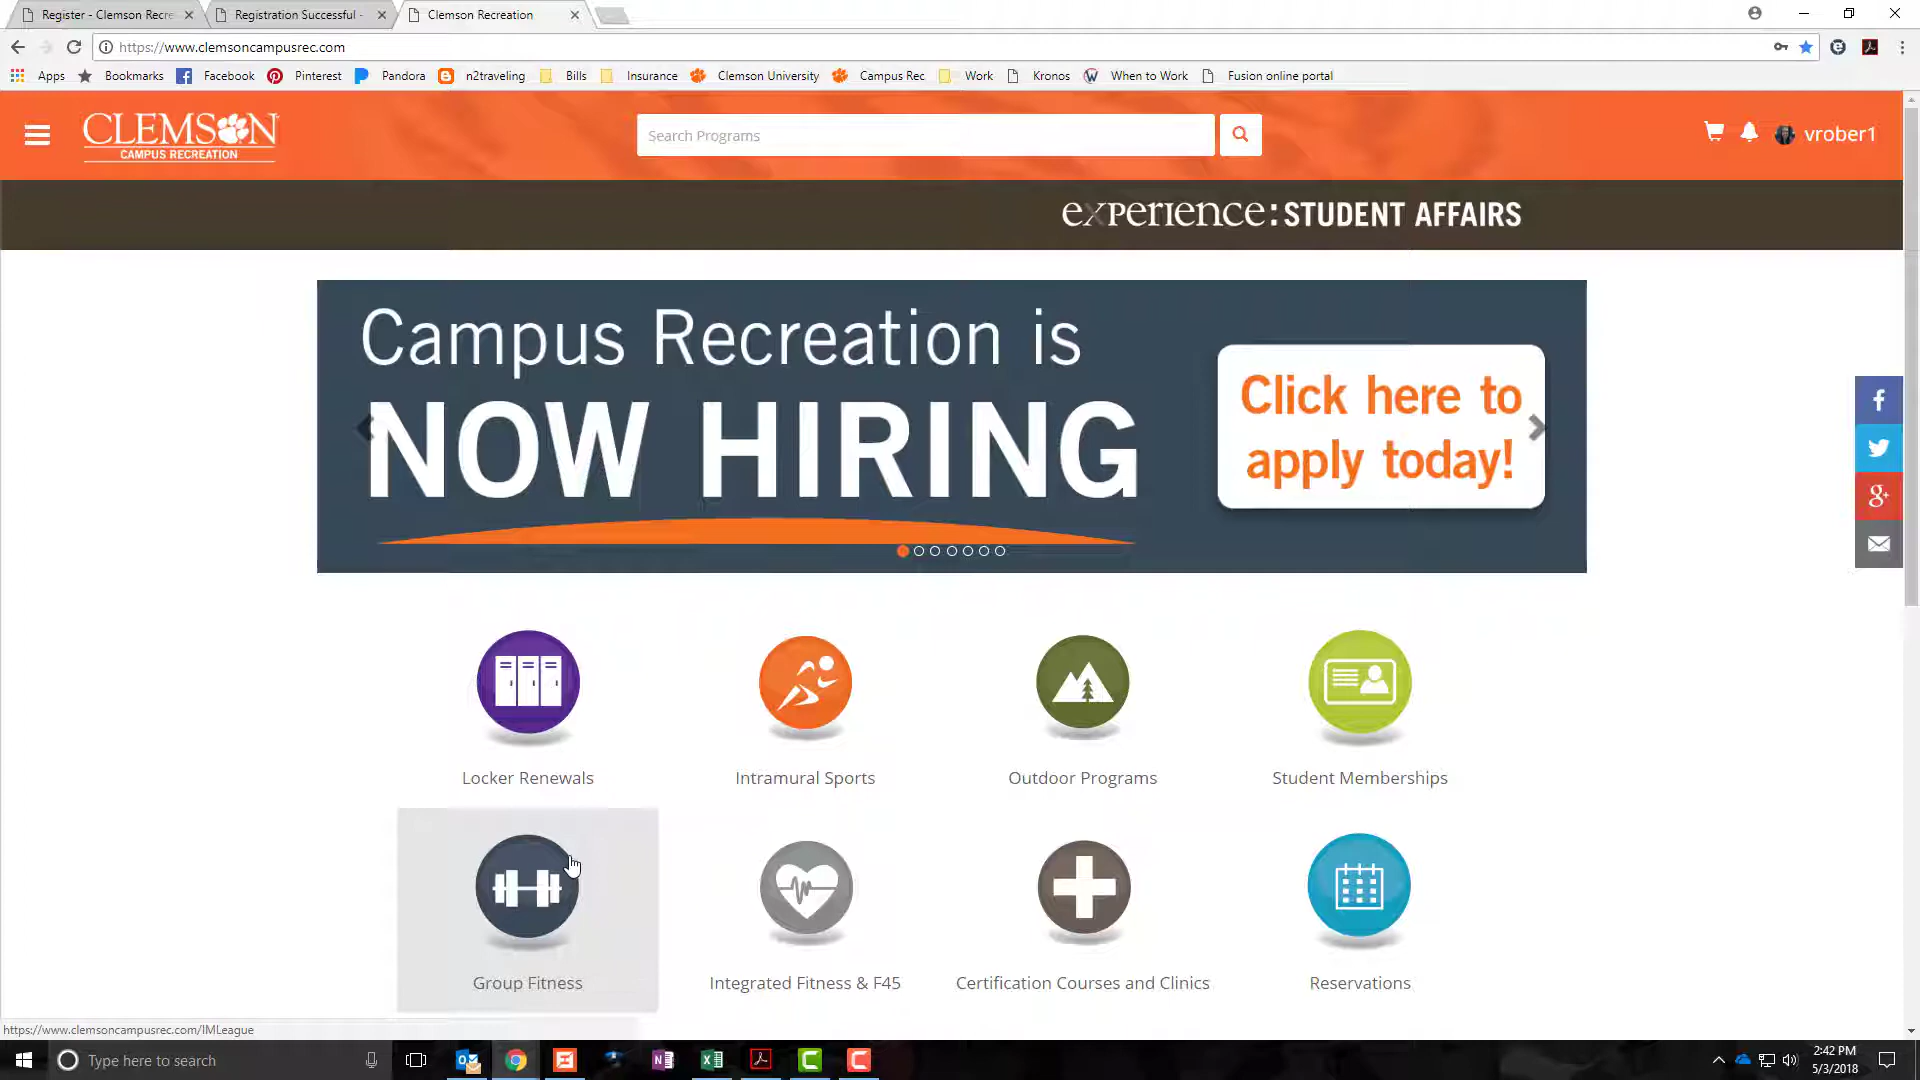 Register - Clemson Recre
Registration Successful -
Clemson Recreation
https://www.clemsoncampusrec.com
Apps
Bookmarks
Facebook
Pinterest
Pandora
n2traveling
Bills
Insurance
Clemson University
Campus Rec
Work
Kronos
When to Work
Fusion online portal
CLEMSON
CAMPUS RECREATION
Search Programs
vrober1
experience: STUDENT AFFAIRS
Campus Recreation is
NOW HIRING
Click here to
apply today!
Locker Renewals
Intramural Sports
Outdoor Programs
Student Memberships
Group Fitness
Integrated Fitness & F45
Certification Courses and Clinics
Reservations
https://www.clemsoncampusrec.com/IMLeague
Type here to search
2:42 PM
5/3/2018